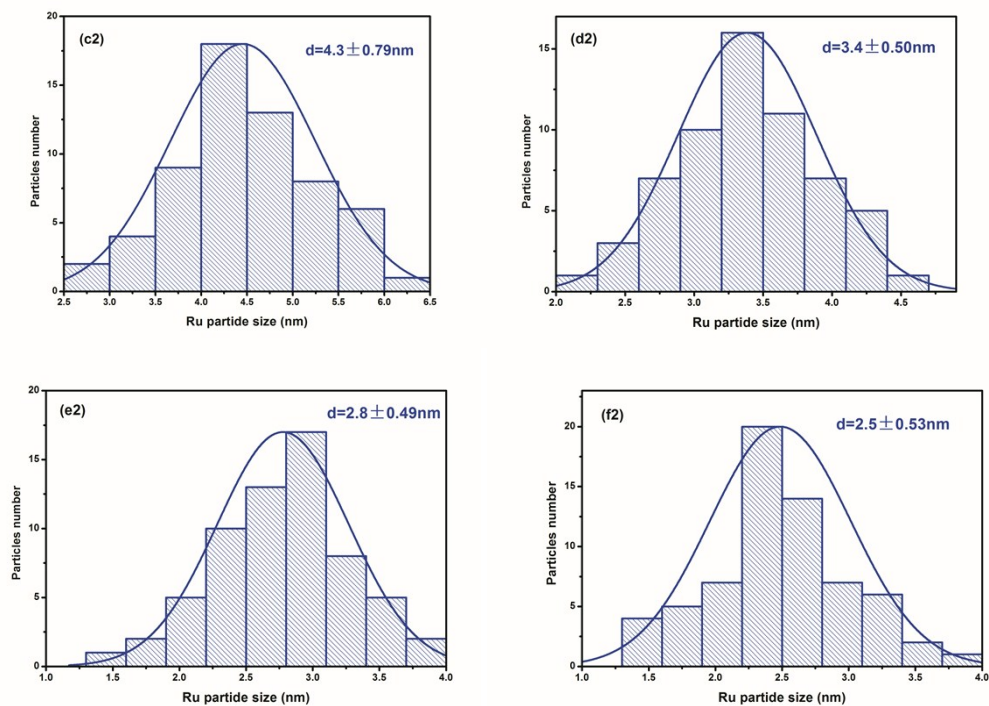 (c2)
d=4.3±0.79nm
20
15
10
5
0
Particles number
2.5 3.0 3.5 4.0 4.5 5.0 5.5 6.0 6.5
Ru partide size (nm)
(d2)
d=3.4±0.50nm
15
10
5
0
Particles number
2.0 2.5 3.0 3.5 4.0 4.5
Ru partide size (nm)
(e2)
d=2.8±0.49nm
20
15
10
5
0
Particles number
1.0 1.5 2.0 2.5 3.0 3.5 4.0
Ru partide size (nm)
(f2)
d=2.5±0.53nm
20
15
10
5
0
Particles number
1.0 1.5 2.0 2.5 3.0 3.5 4.0
Ru partide size (nm)